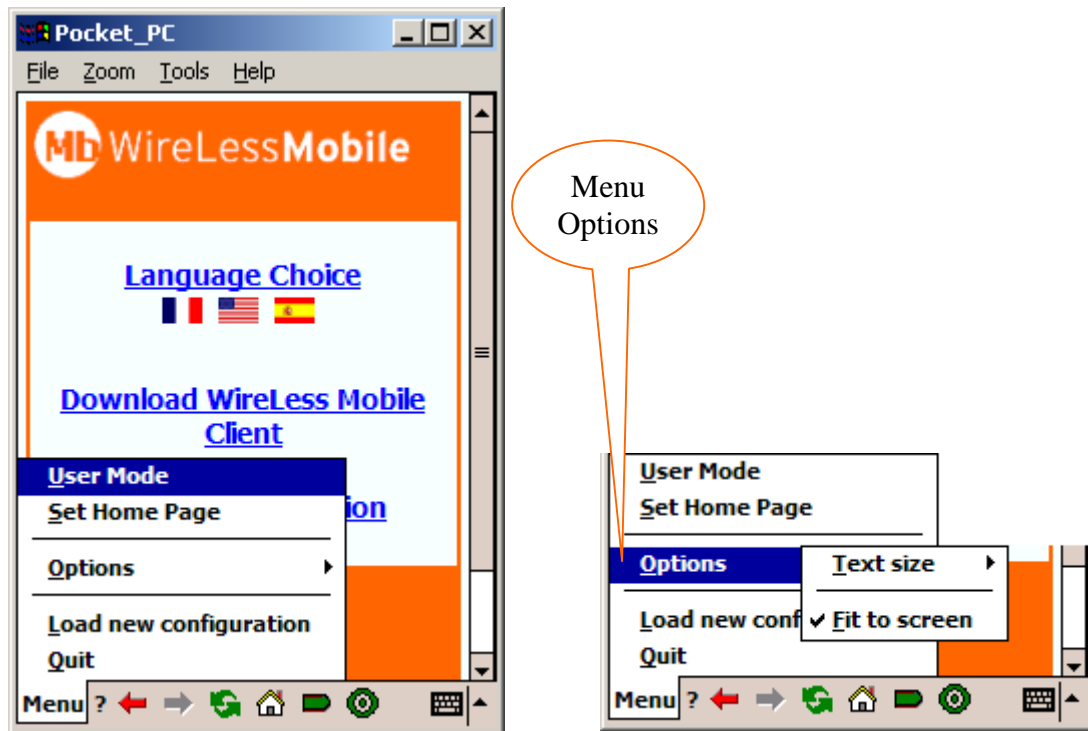 Pocket_PC
File Zoom Tools Help
Mb WireLessMobile
Language Choice
Download WireLess Mobile
Client
ion
User Mode
Set Home Page
Options
Load new configuration
Quit
Menu ?
Menu
Options
User Mode
Set Home Page
Options
Text size
Load new conf
Fit to screen
Quit
Menu ?